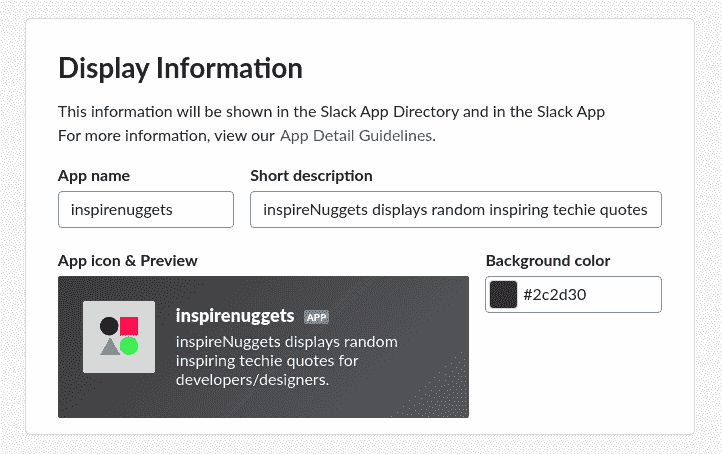 Display Information
This information will be shown in the Slack App Directory and in the Slack App
For more information, view our App Detail Guidelines.
App name
Short description
inspirenuggets
inspireNuggets displays random inspiring techie quotes
App icon & Preview
Background color
inspirenuggets APP
inspireNuggets displays random
inspiring techie quotes for
developers/designers.
#2c2d30